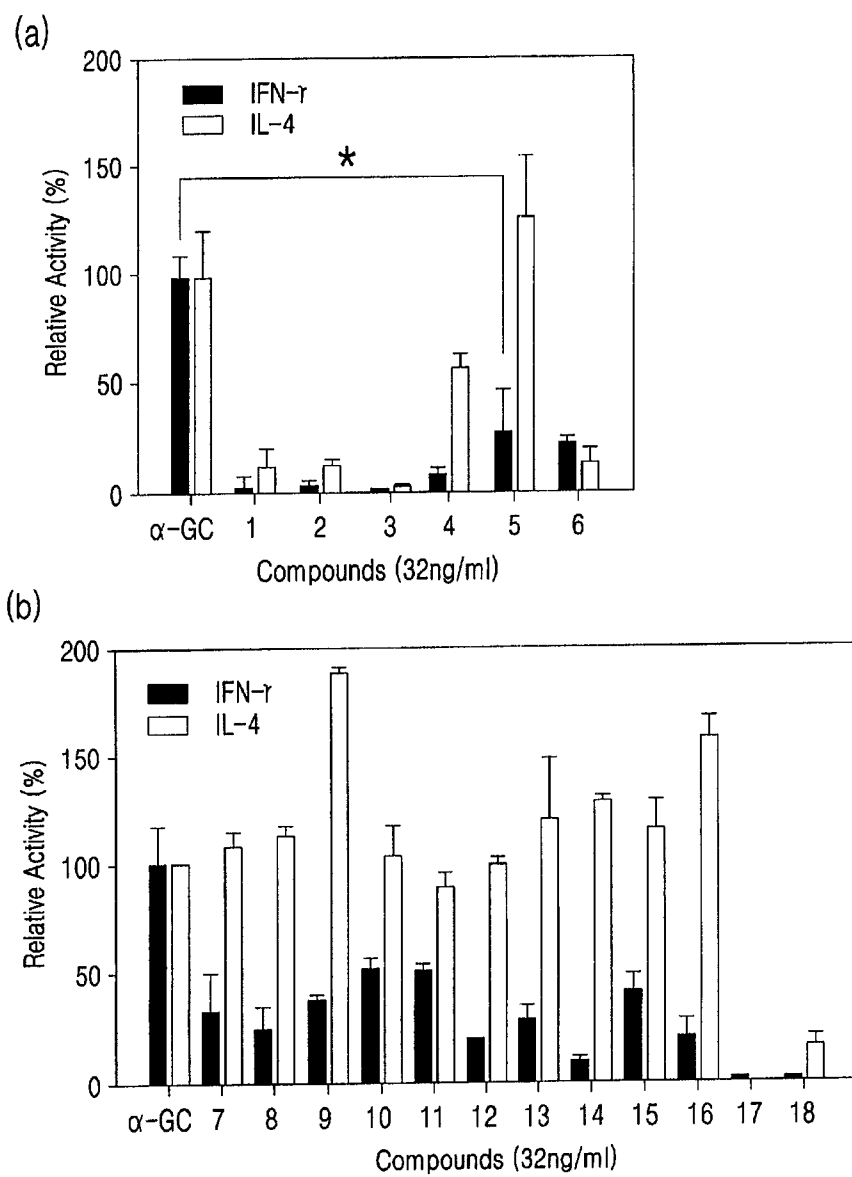 (a)
200
150
100
50
0
Relative Activity (%)
IFN-γ
IL-4
*
α-GC 1 2 3 4 5 6
Compounds (32ng/ml)
(b)
200
150
100
50
0
Relative Activity (%)
IFN-γ
IL-4
α-GC 7 8 9 10 11 12 13 14 15 16 17 18
Compounds (32ng/ml)